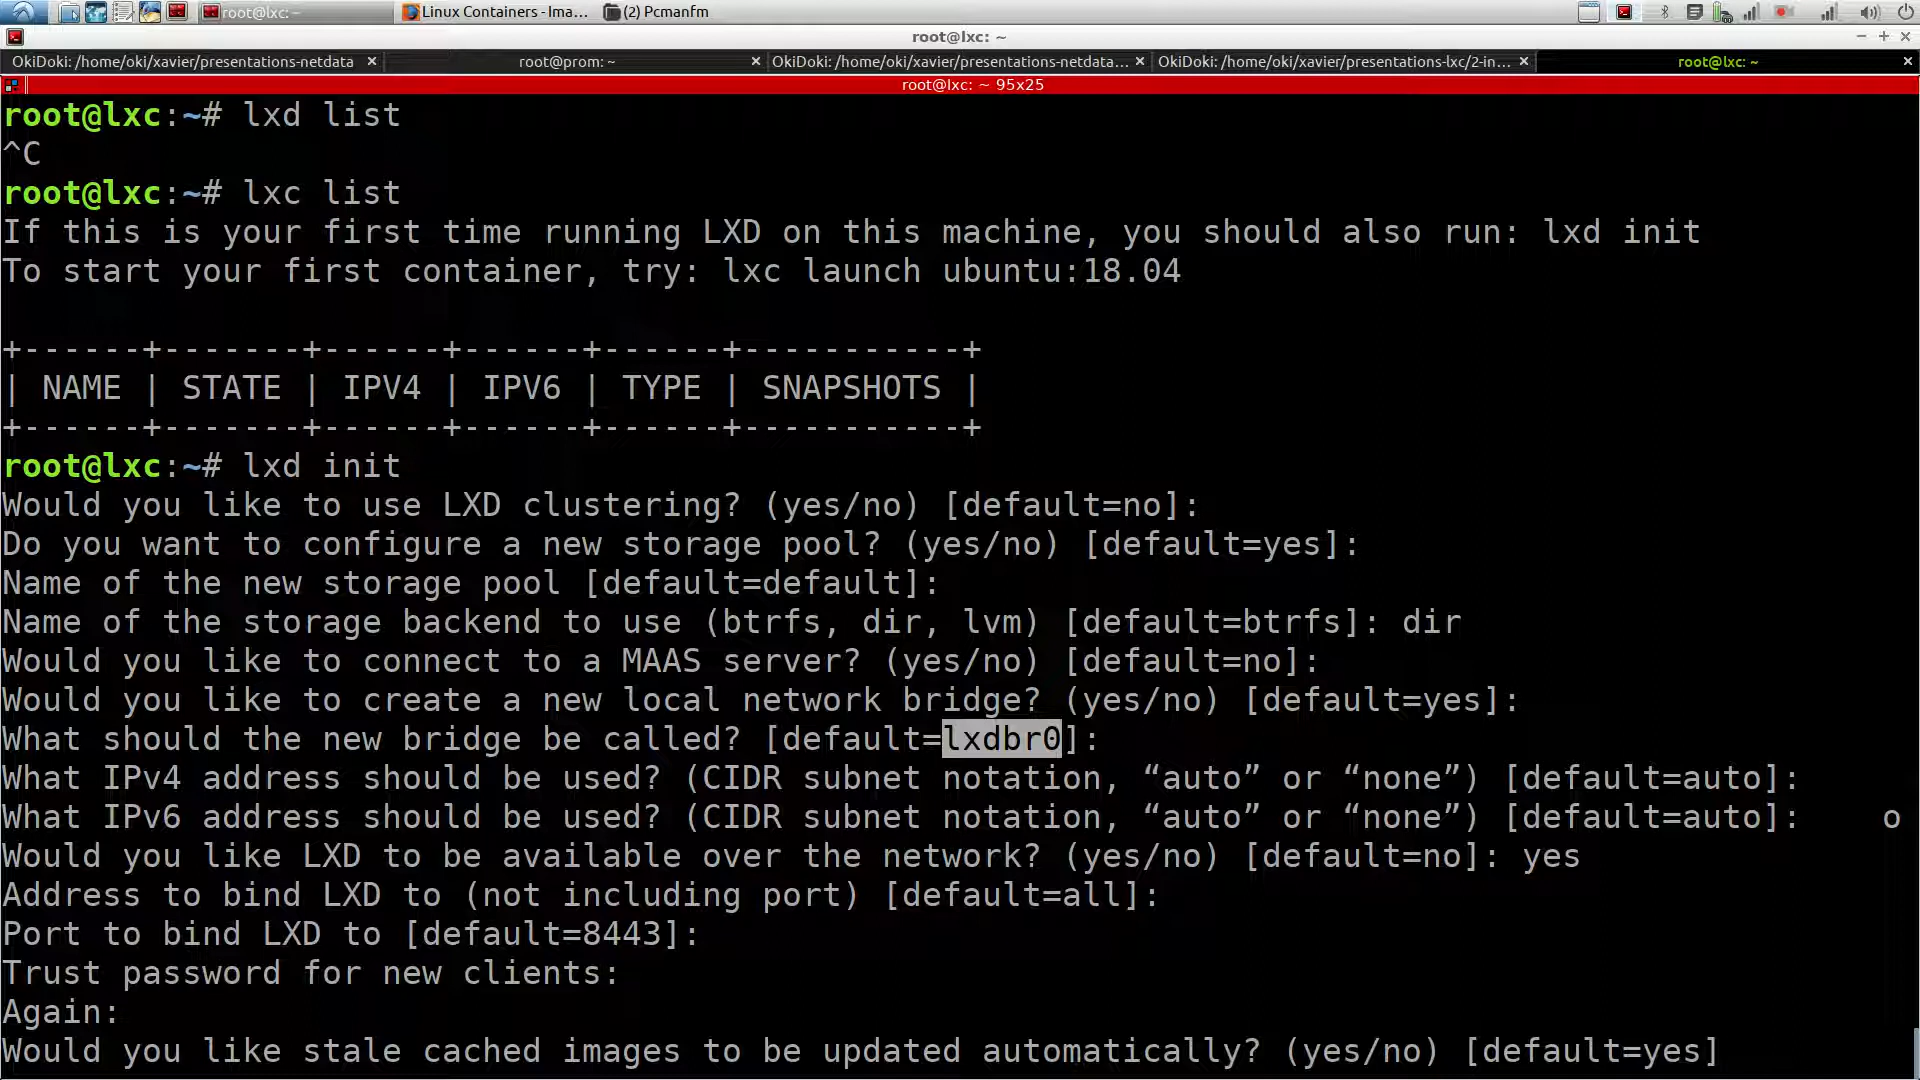 root@lxc: ~
Linux Containers - Ima...
(2) Pcmanfm
root@lxc: ~
OkiDoki: /home/oki/xavier/presentations-netdata
root@prom: ~
OkiDoki: /home/oki/xavier/presentations-netdata...
OkiDoki: /home/oki/xavier/presentations-lxc/2-in...
root@lxc: ~
root@lxc: ~ 95x25
root@lxc:~# lxd list
^C
root@lxc:~# lxc list
If this is your first time running LXD on this machine, you should also run: lxd init
To start your first container, try: lxc launch ubuntu:18.04
+------+-------+------+------+------+-----------+
| NAME | STATE | IPV4 | IPV6 | TYPE | SNAPSHOTS |
+------+-------+------+------+------+-----------+
root@lxc:~# lxd init
Would you like to use LXD clustering? (yes/no) [default=no]:
Do you want to configure a new storage pool? (yes/no) [default=yes]:
Name of the new storage pool [default=default]:
Name of the storage backend to use (btrfs, dir, lvm) [default=btrfs]: dir
Would you like to connect to a MAAS server? (yes/no) [default=no]:
Would you like to create a new local network bridge? (yes/no) [default=yes]:
What should the new bridge be called? [default=lxdbr0]:
What IPv4 address should be used? (CIDR subnet notation, “auto” or “none”) [default=auto]:
What IPv6 address should be used? (CIDR subnet notation, “auto” or “none”) [default=auto]:    o
Would you like LXD to be available over the network? (yes/no) [default=no]: yes
Address to bind LXD to (not including port) [default=all]:
Port to bind LXD to [default=8443]:
Trust password for new clients:
Again:
Would you like stale cached images to be updated automatically? (yes/no) [default=yes]